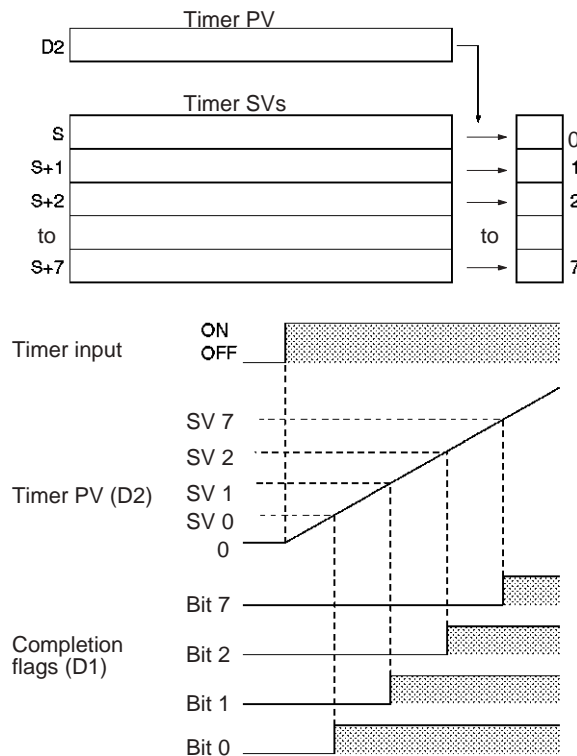 Timer PV
D2
Timer SVs
S
0
S+1
1
S+2
2
to
to
S+7
7
Timer input
ON
OFF
SV 7
SV 2
SV 1
Timer PV (D2)
SV 0
0
Bit 7
Completion
flags (D1)
Bit 2
Bit 1
Bit 0